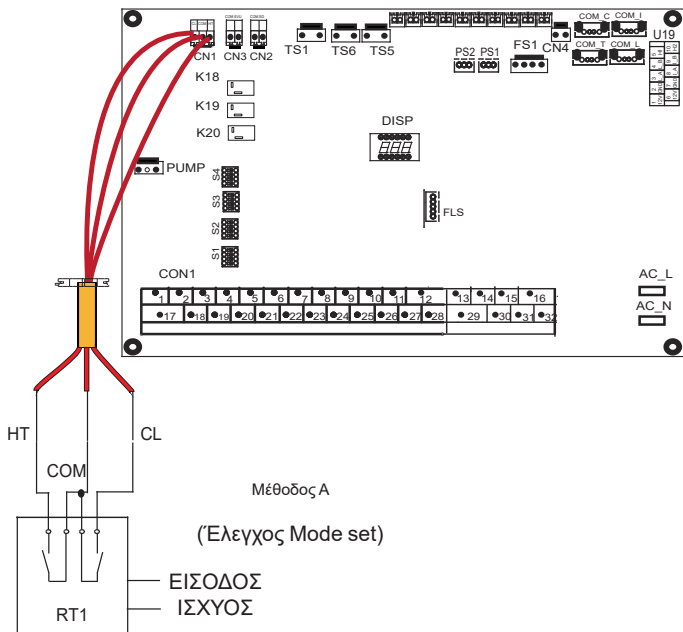 CL COM HT
CN1 CN3 CN2
TS1 TS6 TS5
PS2 PS1 FS1 CN4
COM_C COM_I
COM_T COM_L
U19
K18
K19
K20
DISP
PUMP
S4
S3
S2
S1
FLS
CON1
1 2 3 4 5 6 7 8 9 10 11 12 13 14 15 16
17 18 19 20 21 22 23 24 25 26 27 28 29 30 31 32
AC_L
AC_N
HT CL
COM
Μέθοδος Α
(Έλεγχος Mode set)
ΕΙΣΟΔΟΣ
ΙΣΧΥΟΣ
RT1